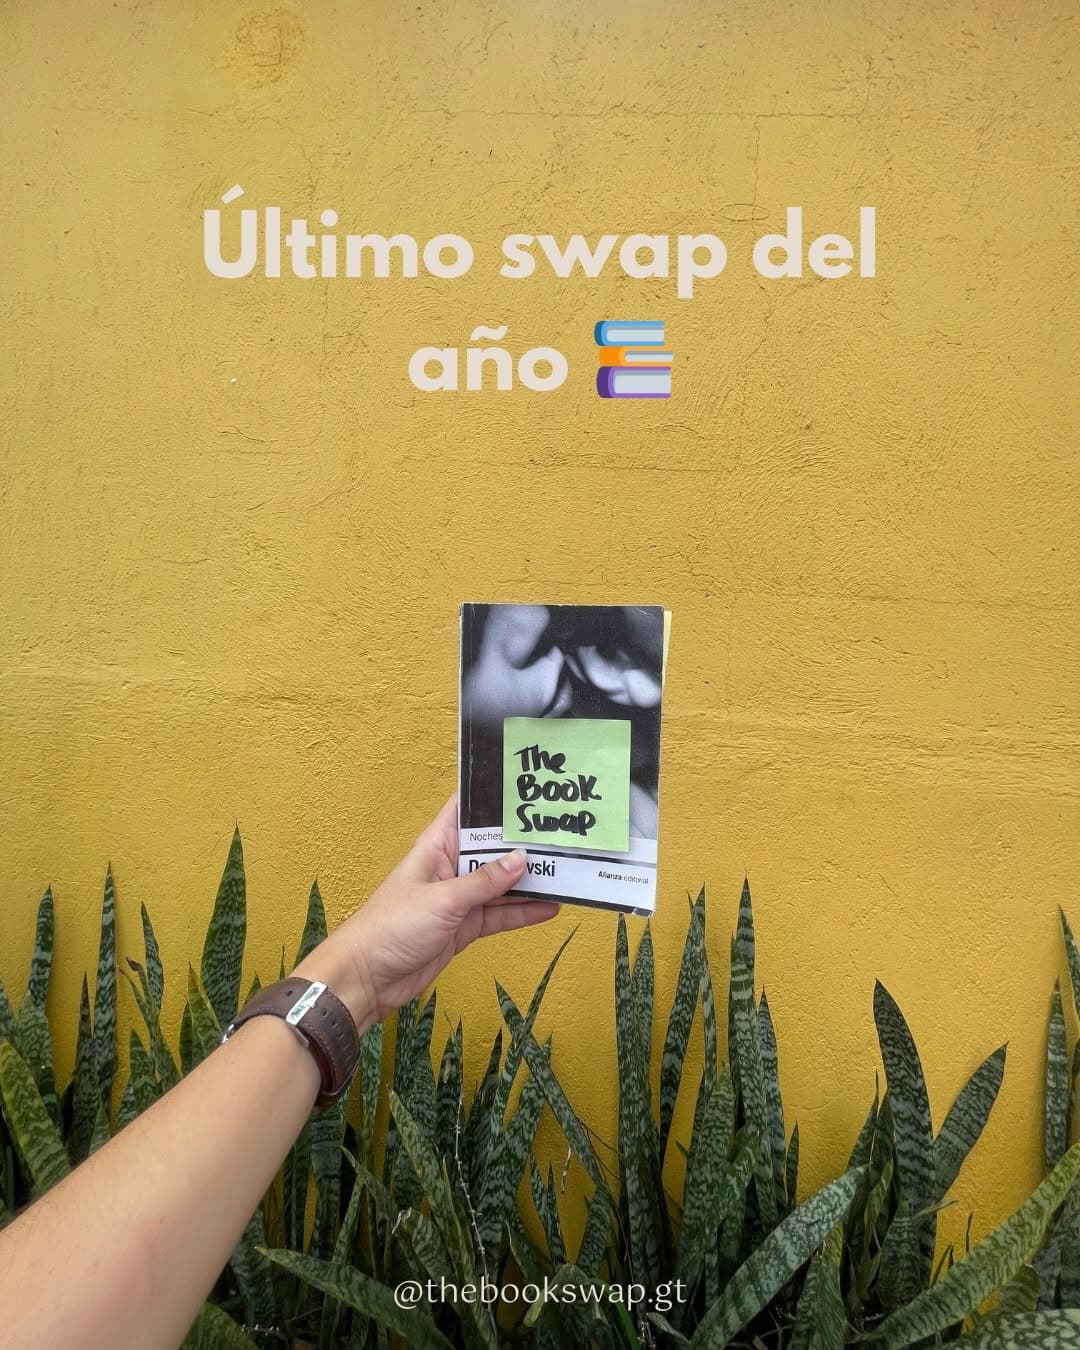 Último swap del
año
The
Book
Swap
Noches
Alianza editorial
@thebookswap.gt